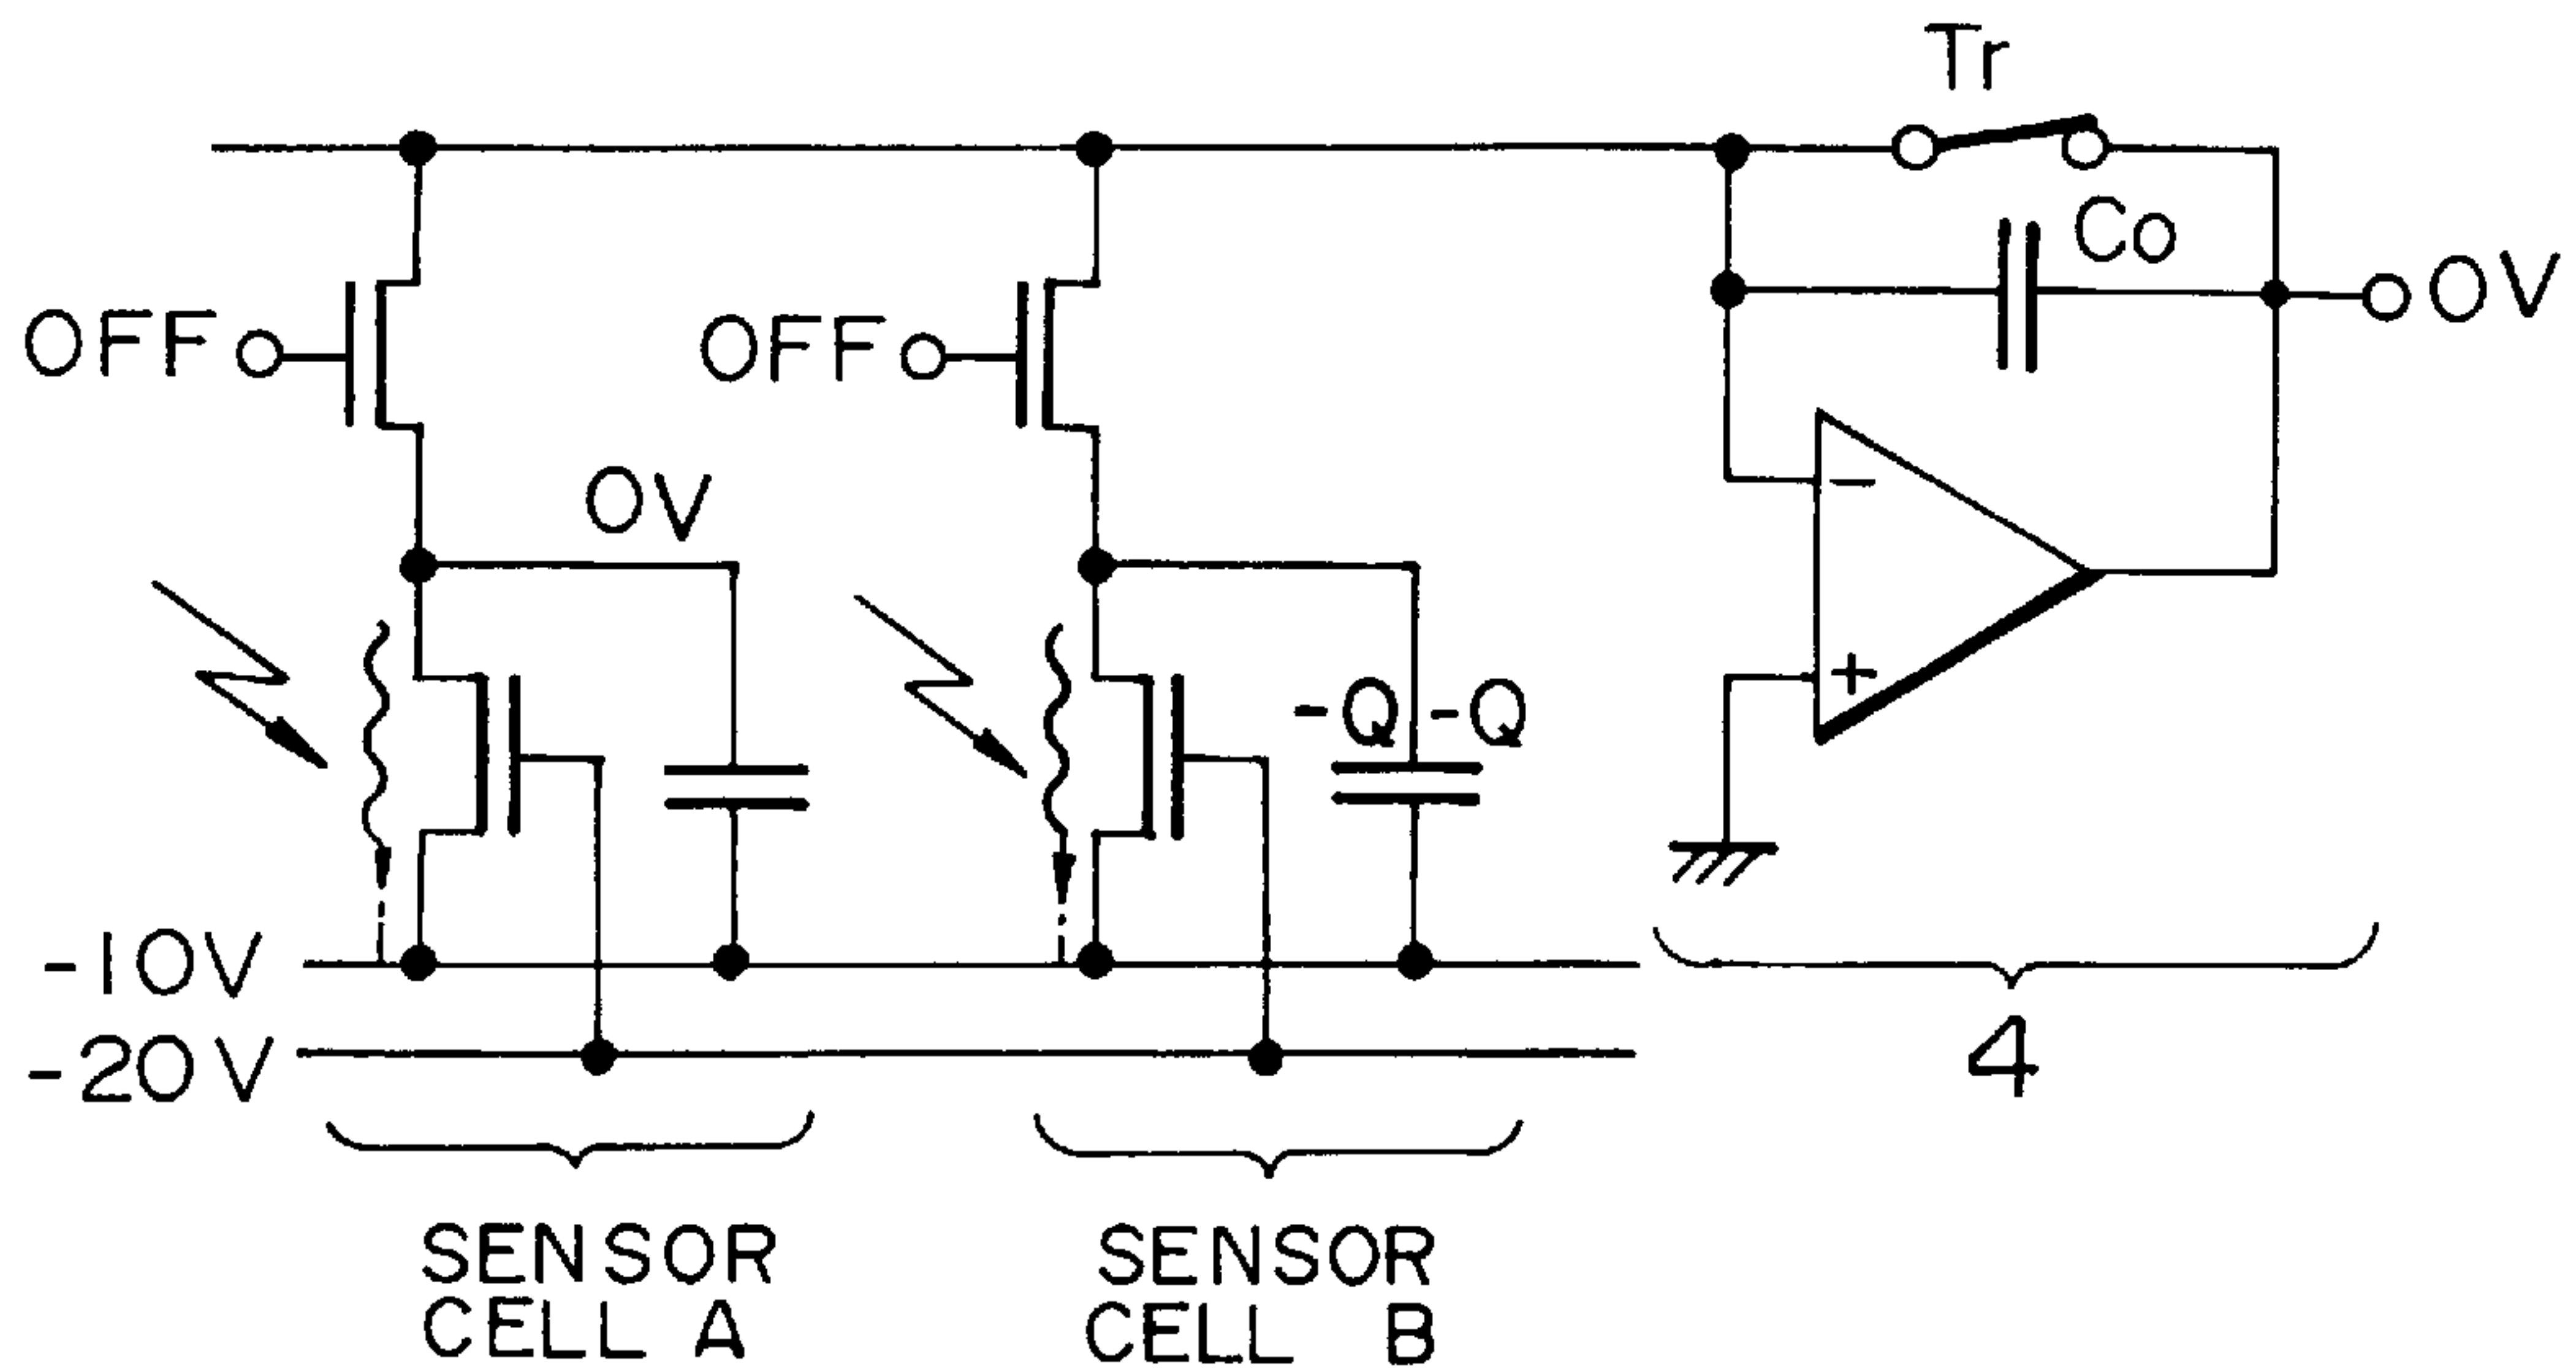 Tr
Co
OV
OFF
OFF
OV
-Q -Q
−
+
-10V
-20V
4
SENSOR
CELL A
SENSOR
CELL B